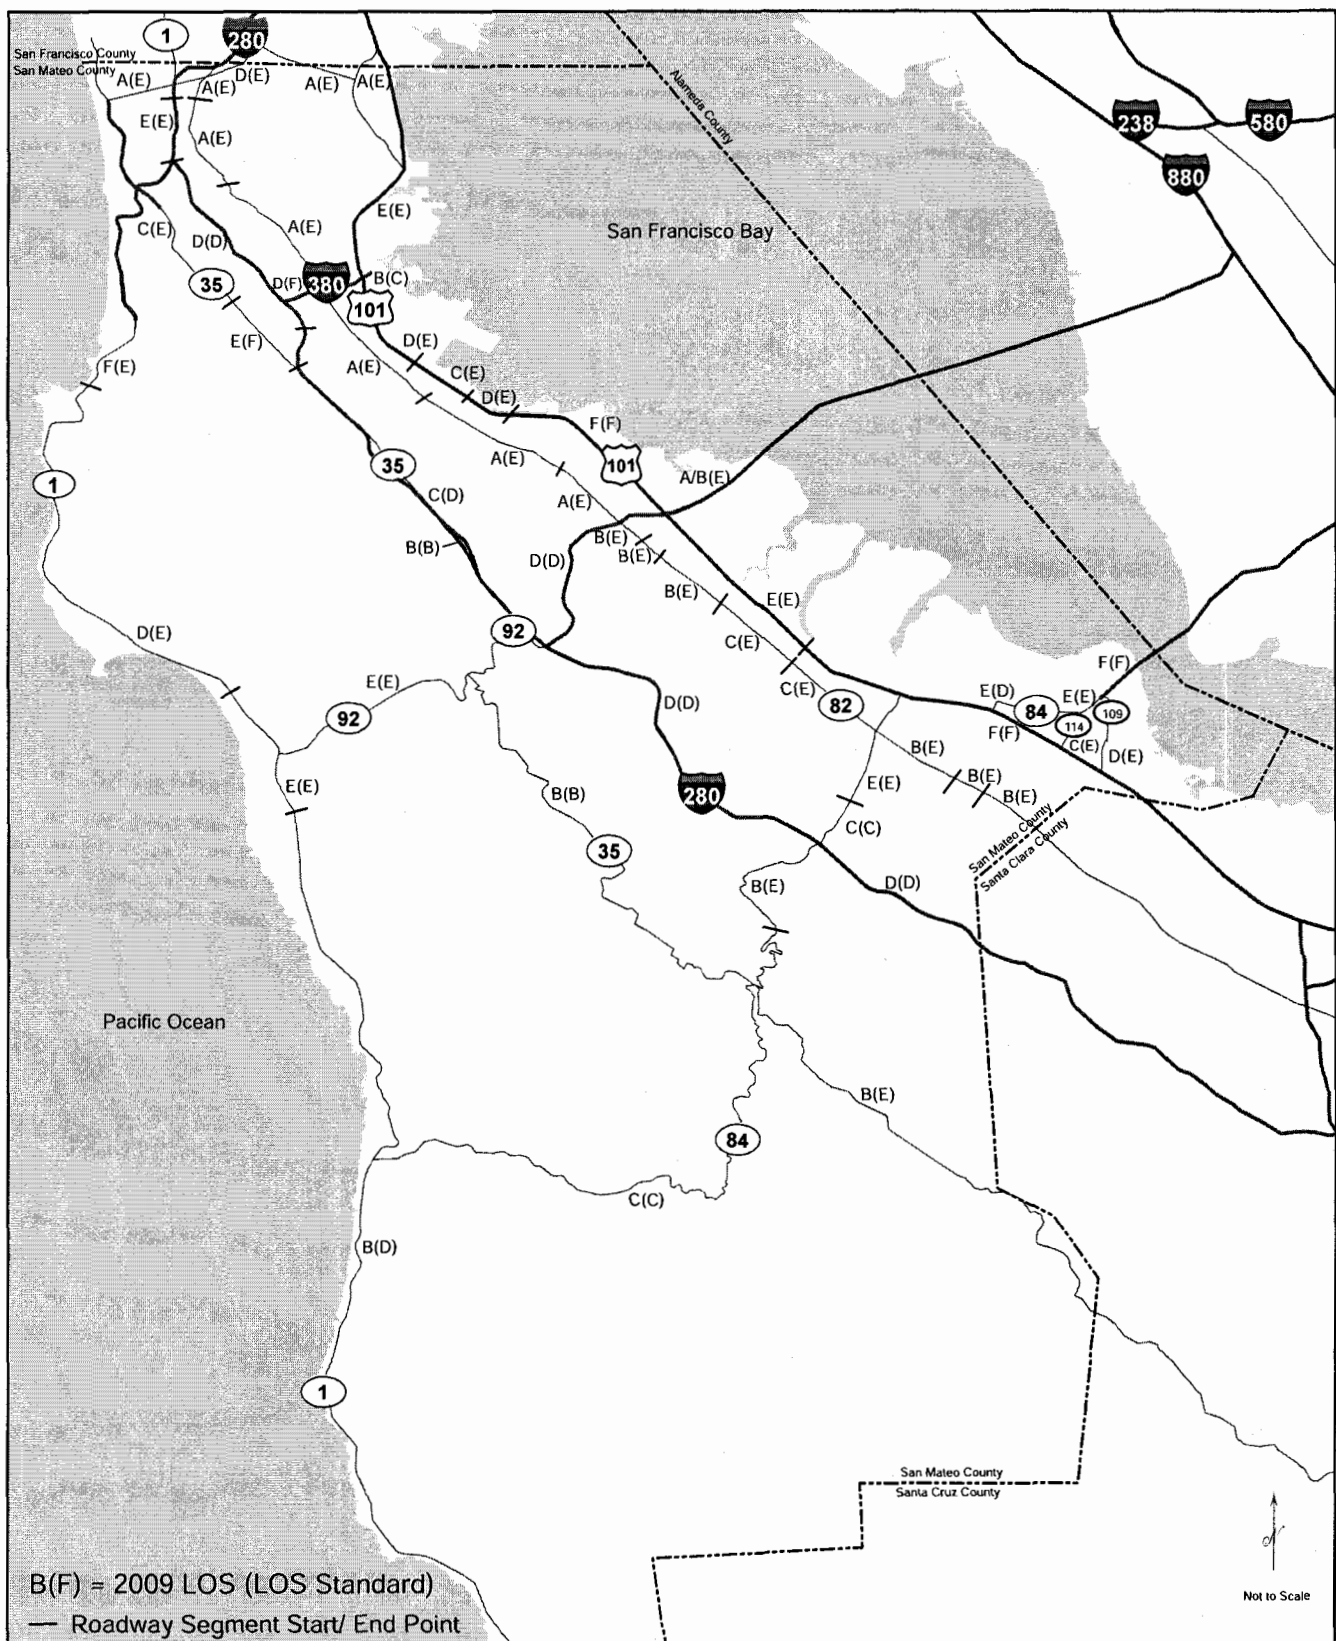 1
280
San Francisco County
San Mateo County
A(E)
A(E)
D(E)
A(E)
A(E)
E(E)
A(E)
238
580
880
Alameda County
E(E)
San Francisco Bay
C(E)
D(D)
A(E)
35
D(F)
380
B(C)
101
E(F)
D(E)
F(E)
A(E)
C(E)
D(E)
F(F)
A(E)
101
35
A/B(E)
1
C(D)
A(E)
B(B)
D(D)
B(E)
B(E)
B(E)
E(E)
92
D(E)
C(E)
F(F)
E(E)
C(E)
D(D)
82
E(D)
84
E(E)
109
114
92
F(F)
C(E)
D(E)
B(E)
E(E)
B(B)
280
E(E)
B(E)
B(E)
C(C)
San Mateo County
Santa Clara County
35
B(E)
D(D)
Pacific Ocean
B(E)
84
C(C)
B(D)
1
San Mateo County
Santa Cruz County
N
Not to Scale
B(F) = 2009 LOS (LOS Standard)
— Roadway Segment Start/ End Point